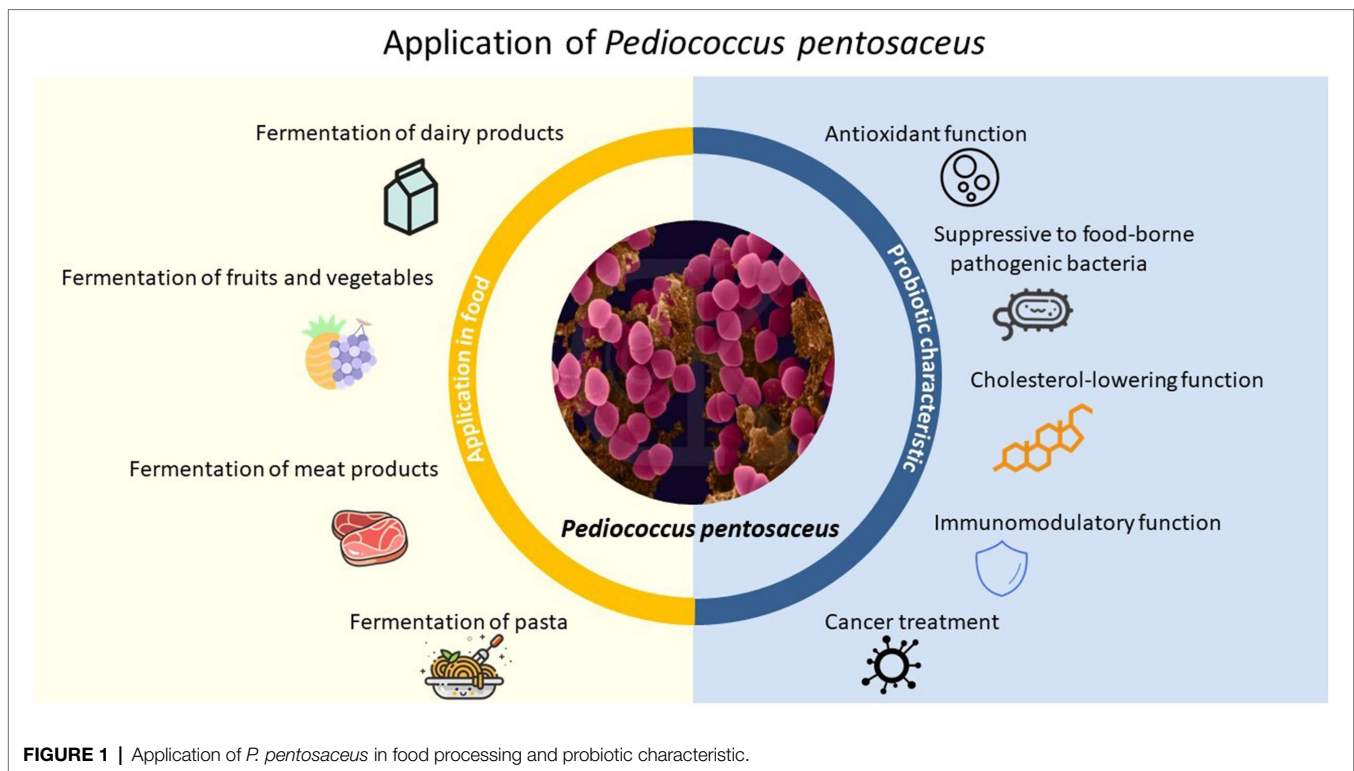 Application of Pediococcus pentosaceus
Fermentation of dairy products
Fermentation of fruits and vegetables
Fermentation of meat products
Fermentation of pasta
Application in food
Pediococcus pentosaceus
Probiotic characteristic
Antioxidant function
Suppressive to food-borne
pathogenic bacteria
Cholesterol-lowering function
Immunomodulatory function
Cancer treatment
FIGURE 1 | Application of P. pentosaceus in food processing and probiotic characteristic.